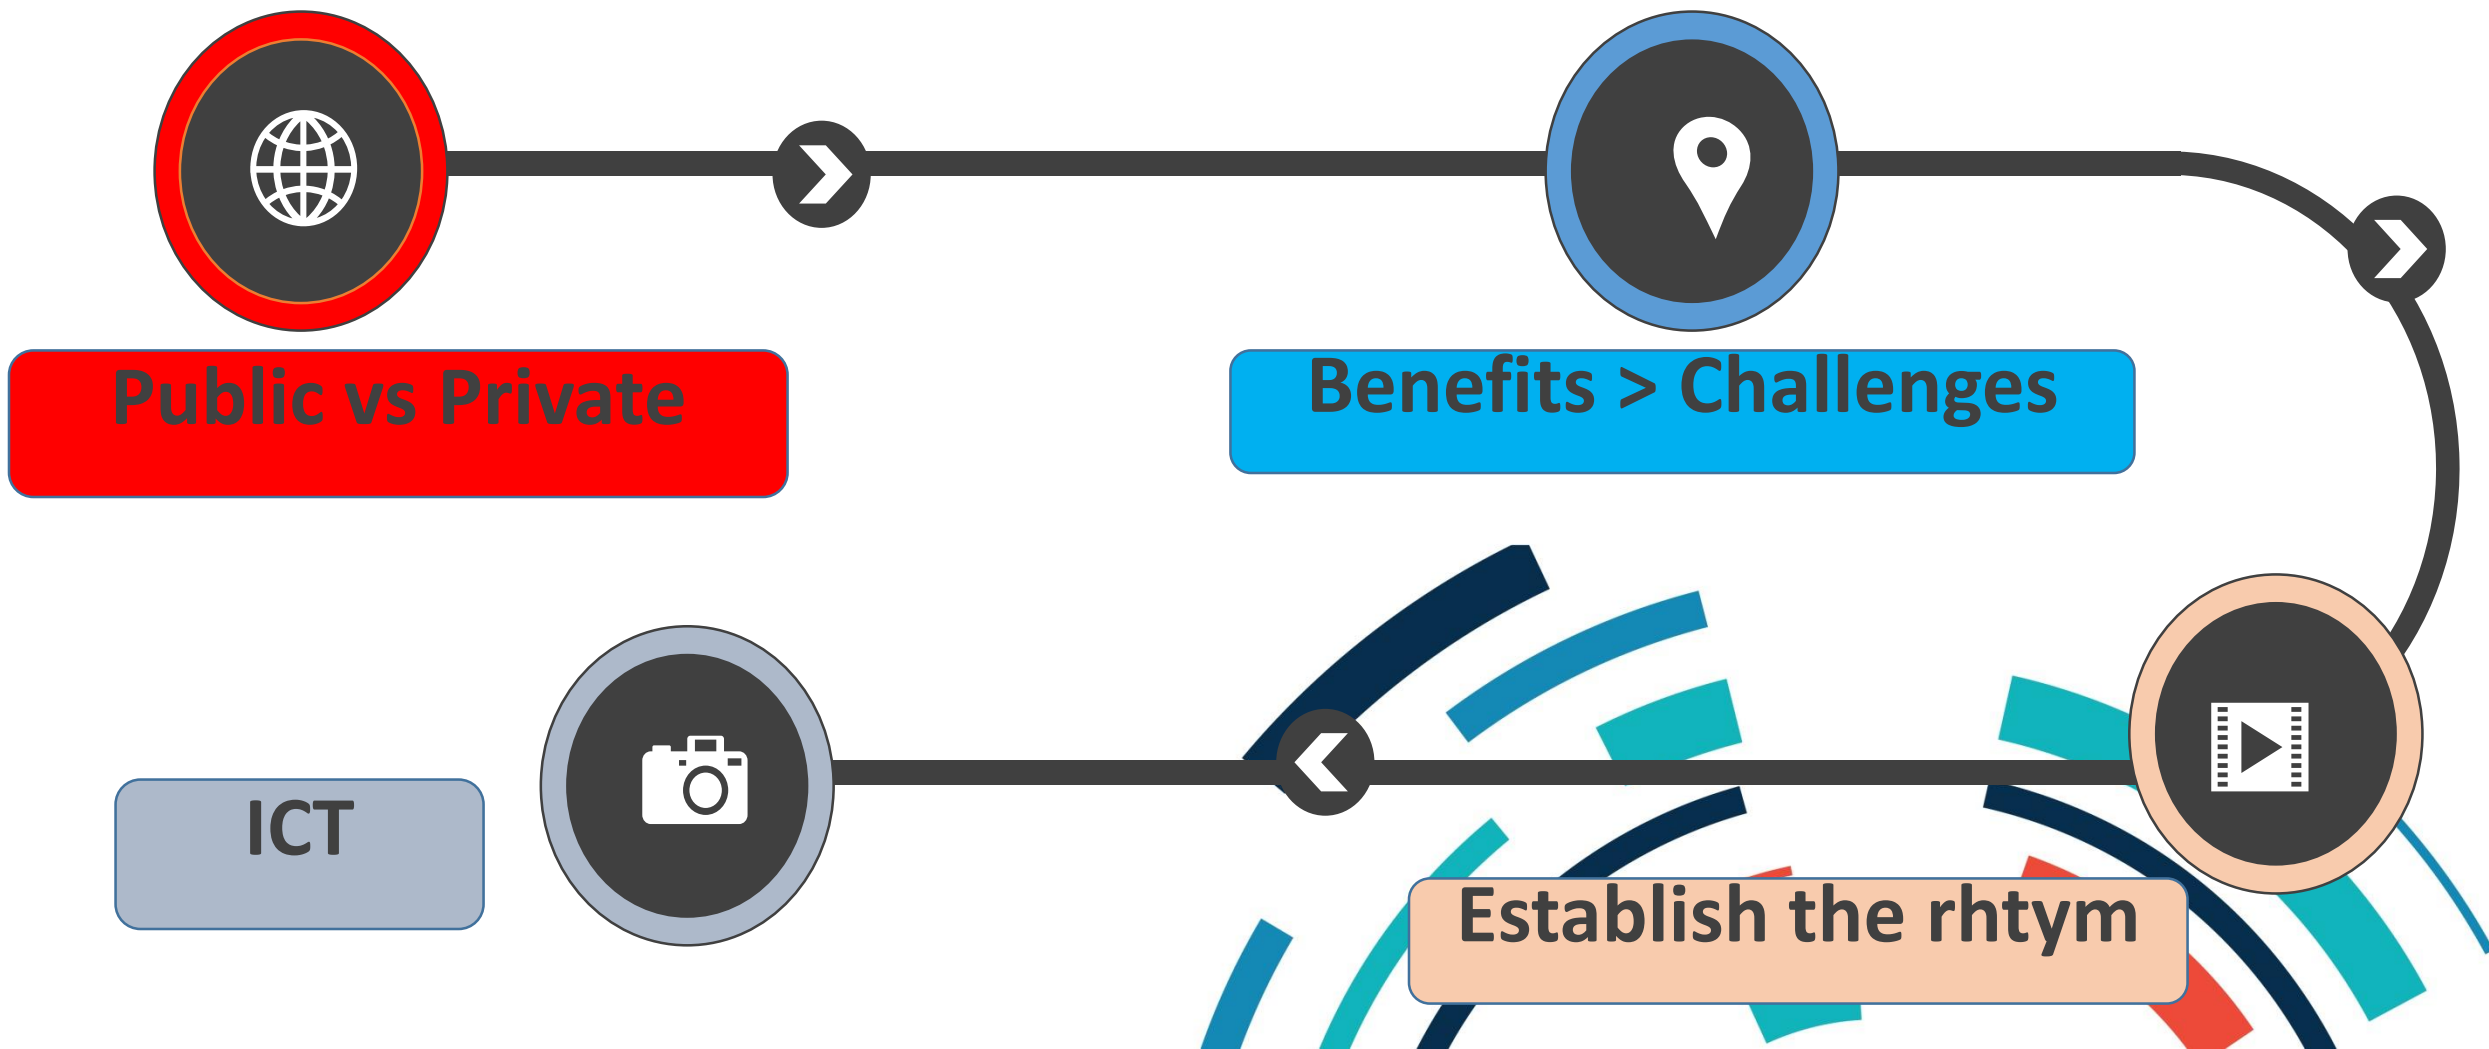 Public vs Private
Benefits > Challenges
ICT
Establish the rhtym